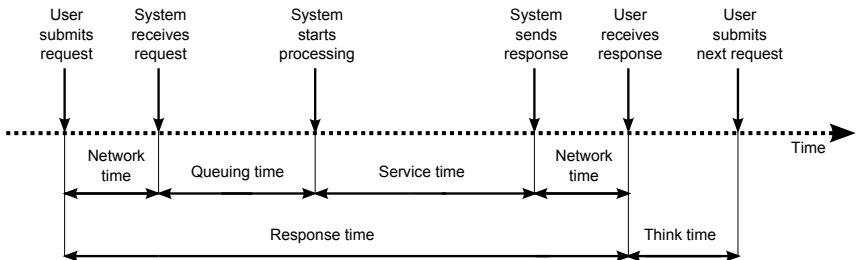 User
submits
request
System
receives
request
System
starts
processing
System
sends
response
User
receives
response
User
submits
next request
Time
Network
time
Queuing time
Service time
Network
time
Response time
Think time